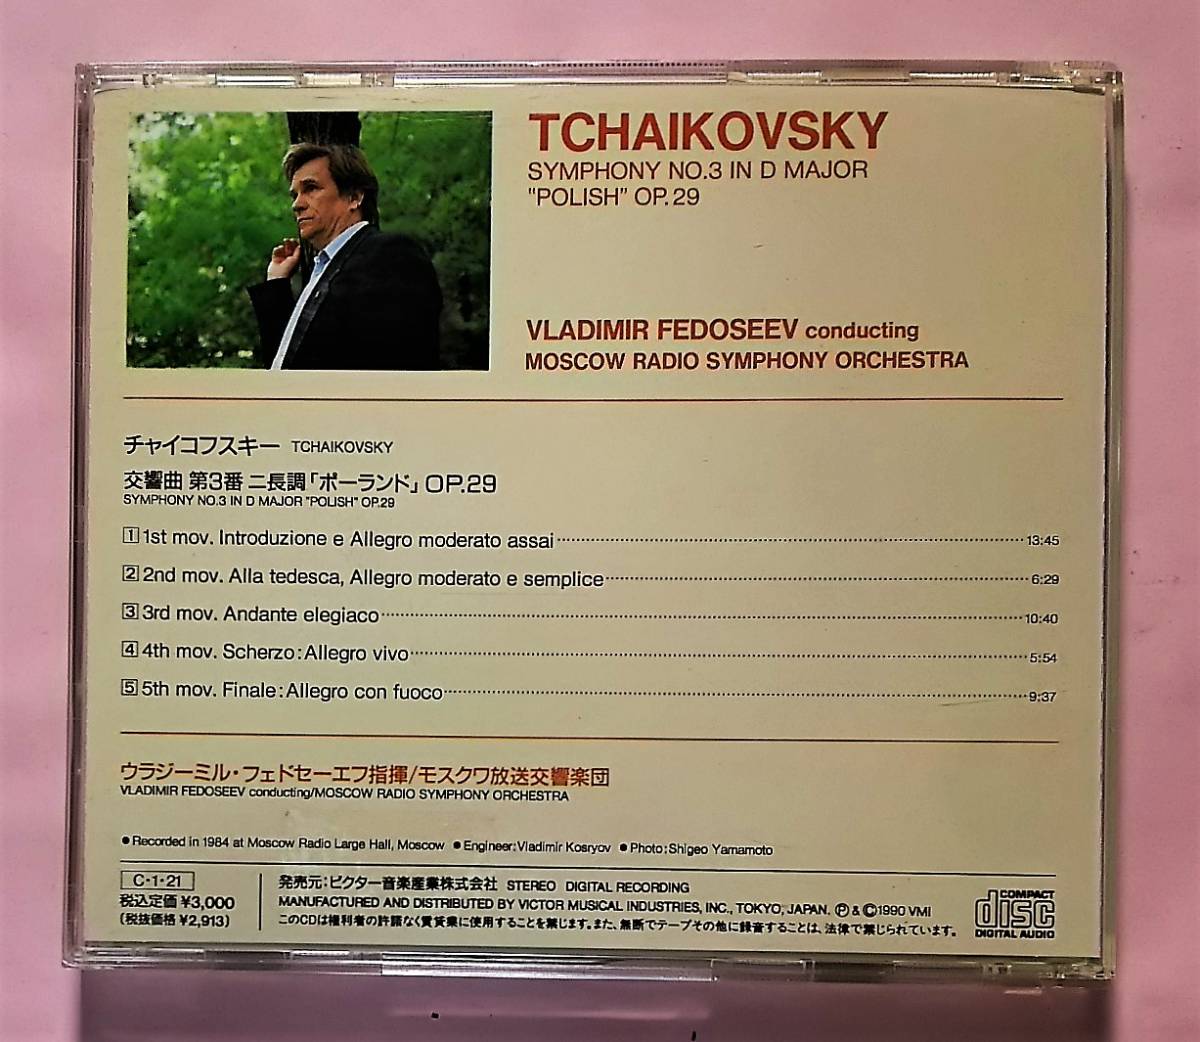 TCHAIKOVSKY
SYMPHONY NO.3 IN D MAJOR
"POLISH" OP.29
VLADIMIR FEDOSEEV conducting
MOSCOW RADIO SYMPHONY ORCHESTRA
チャイコフスキー TCHAIKOVSKY
交響曲 第3番 ニ長調「ポーランド」OP.29
SYMPHONY NO.3 IN D MAJOR "POLISH" OP.29
1 1st mov. Introduzione e Allegro moderato assai 13:45
2 2nd mov. Alla tedesca, Allegro moderato e semplice 6:29
3 3rd mov. Andante elegiaco 10:40
4 4th mov. Scherzo:Allegro vivo 5:54
5 5th mov. Finale:Allegro con fuoco 9:37
ウラジーミル・フェドセーエフ指揮/モスクワ放送交響楽団
VLADIMIR FEDOSEEV conducting/MOSCOW RADIO SYMPHONY ORCHESTRA
●Recorded in 1984 at Moscow Radio Large Hall, Moscow ●Engineer:Vladimir Kosryov ●Photo:Shigeo Yamamoto
C·1·21
税込定価 ¥3,000
(税抜価格 ¥2,913)
発売元:ビクター音楽産業株式会社 STEREO DIGITAL RECORDING
MANUFACTURED AND DISTRIBUTED BY VICTOR MUSICAL INDUSTRIES, INC., TOKYO, JAPAN. Ⓟ & ©1990 VMI
このCDは権利者の許諾なく賃貸業に使用することを禁じます。また、無断でテープその他に録音することは、法律で禁じられています。
COMPACT
disc
DIGITAL AUDIO